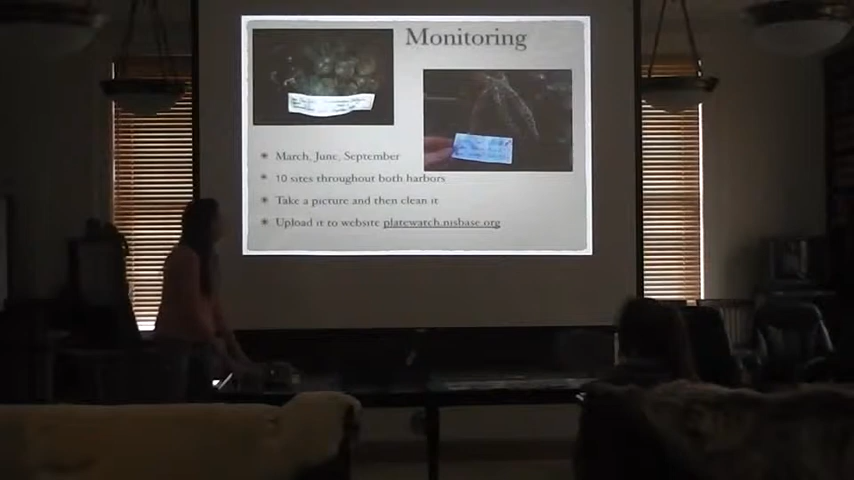 Monitoring
March, June, September
10 sites throughout both harbors
Take a picture and then clean it
Upload it to website platewatch.nisbase.org